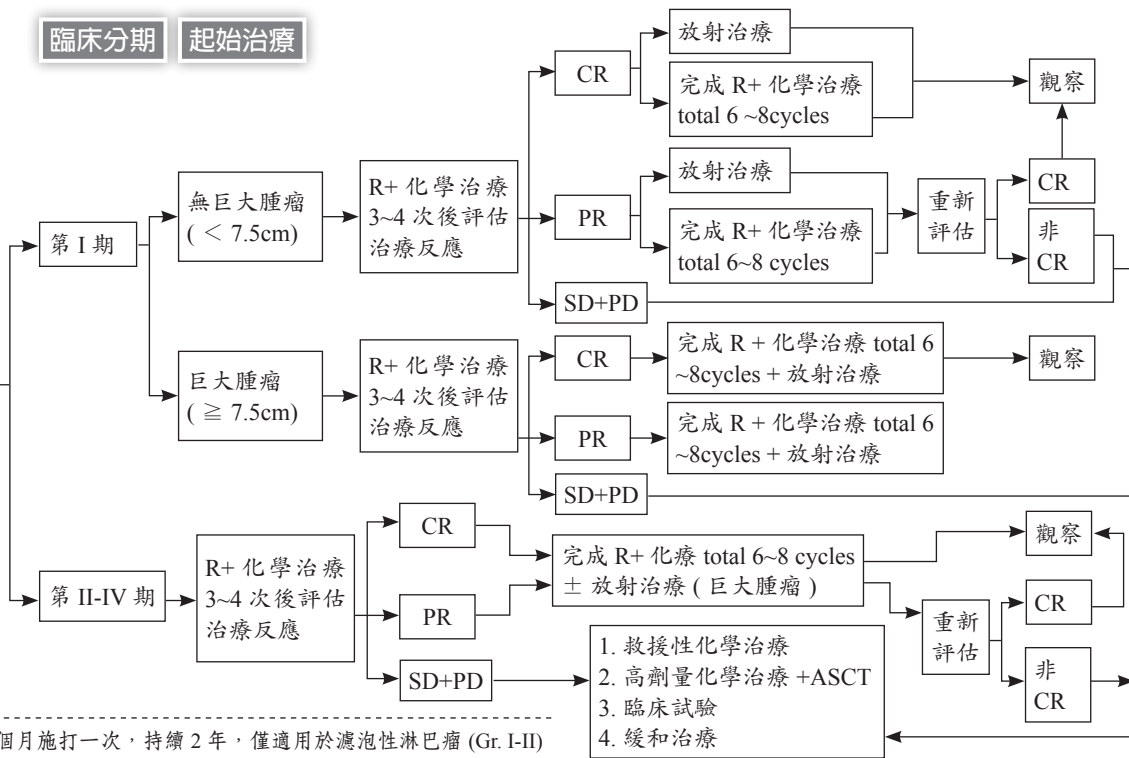 臨床分期 起始治療
放射治療
CR
完成 R+ 化學治療
total 6 ~8cycles
觀察
無巨大腫瘤
( < 7.5cm)
R+ 化學治療
3~4 次後評估
治療反應
放射治療
PR
完成 R+ 化學治療
total 6~8 cycles
重新
評估
CR
非
CR
第 I 期
SD+PD
巨大腫瘤
( ≧ 7.5cm)
R+ 化學治療
3~4 次後評估
治療反應
CR
完成 R + 化學治療 total 6
~8cycles + 放射治療
觀察
PR
完成 R + 化學治療 total 6
~8cycles + 放射治療
SD+PD
第 II-IV 期
R+ 化學治療
3~4 次後評估
治療反應
CR
PR
SD+PD
完成 R+ 化療 total 6~8 cycles
± 放射治療 ( 巨大腫瘤 )
觀察
重新
評估
CR
非
CR
1. 救援性化學治療
2. 高劑量化學治療 +ASCT
3. 臨床試驗
4. 緩和治療
個月施打一次，持續 2 年，僅適用於濾泡性淋巴瘤 (Gr. I-II)